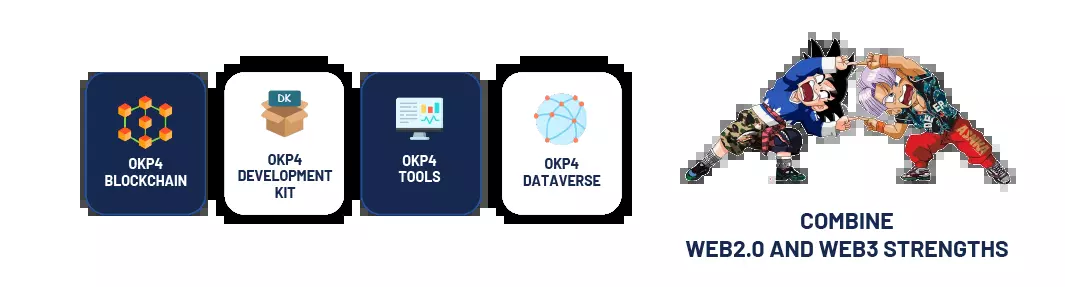 OKP4
BLOCKCHAIN
DK
OKP4
DEVELOPMENT
KIT
OKP4
TOOLS
OKP4
DATAVERSE
COMBINE
WEB2.0 AND WEB3 STRENGTHS